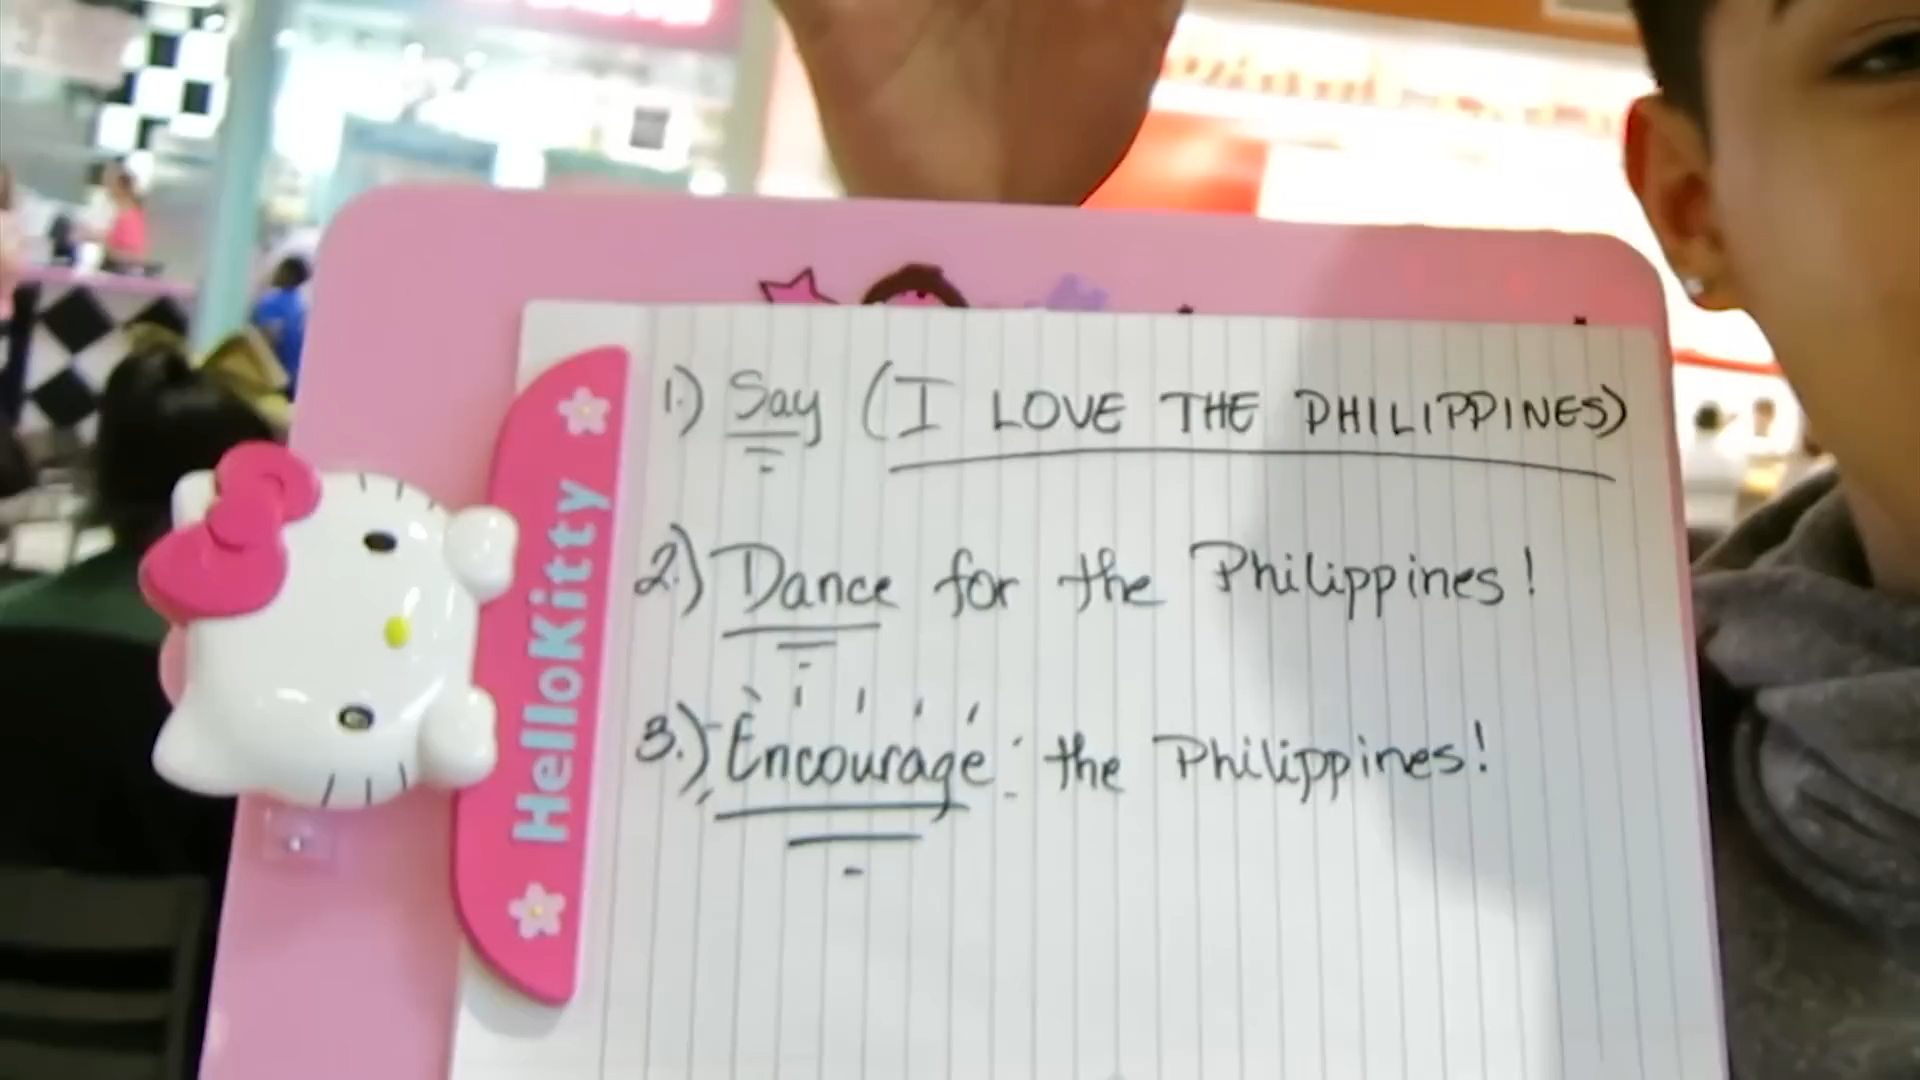 1.) Say (I LOVE THE PHILIPPINES)
2.) Dance for the Philippines!
3.) Encourage the Philippines!
HelloKitty